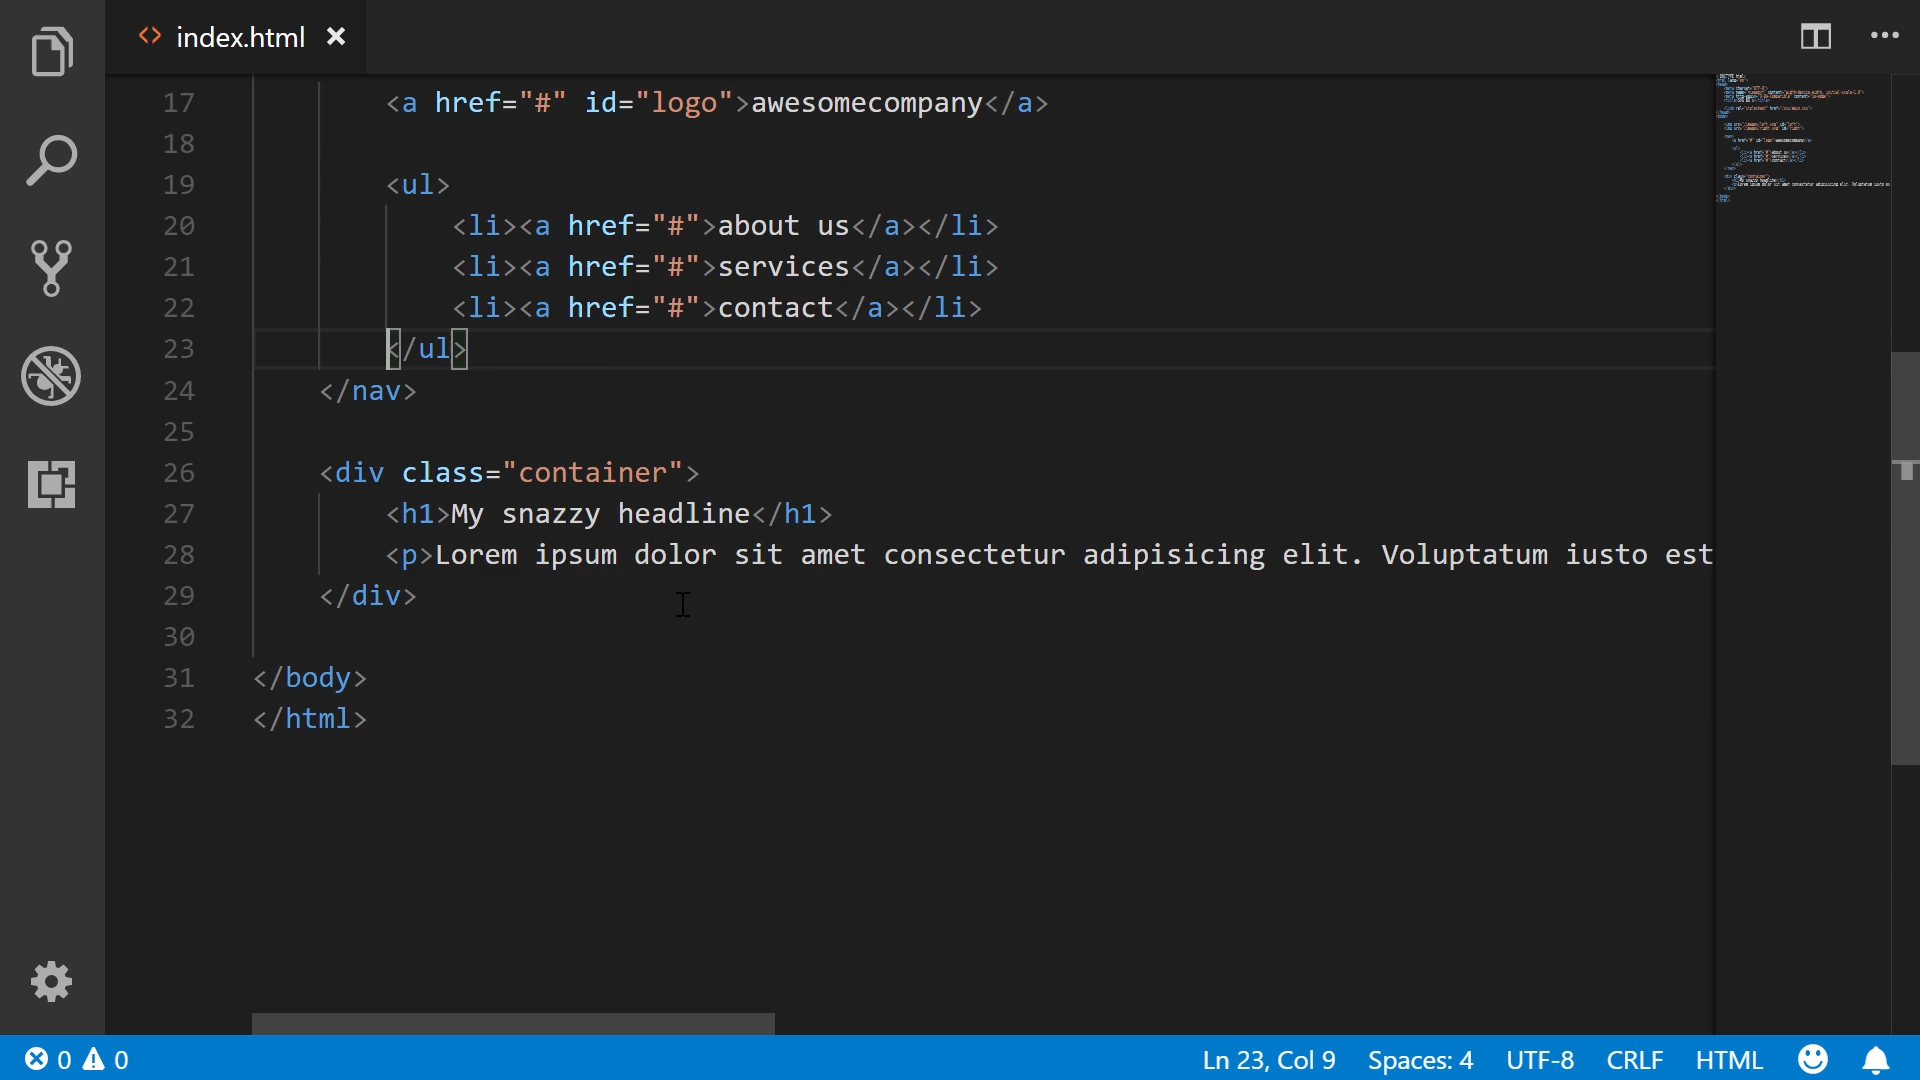 index.html
17 <a href="#" id="logo">awesomecompany</a>
18
19 <ul>
20 <li><a href="#">about us</a></li>
21 <li><a href="#">services</a></li>
22 <li><a href="#">contact</a></li>
23 </ul>
24 </nav>
25
26 <div class="container">
27 <h1>My snazzy headline</h1>
28 <p>Lorem ipsum dolor sit amet consectetur adipisicing elit. Voluptatum iusto est
29 </div>
30
31 </body>
32 </html>
0 0 Ln 23, Col 9 Spaces: 4 UTF-8 CRLF HTML